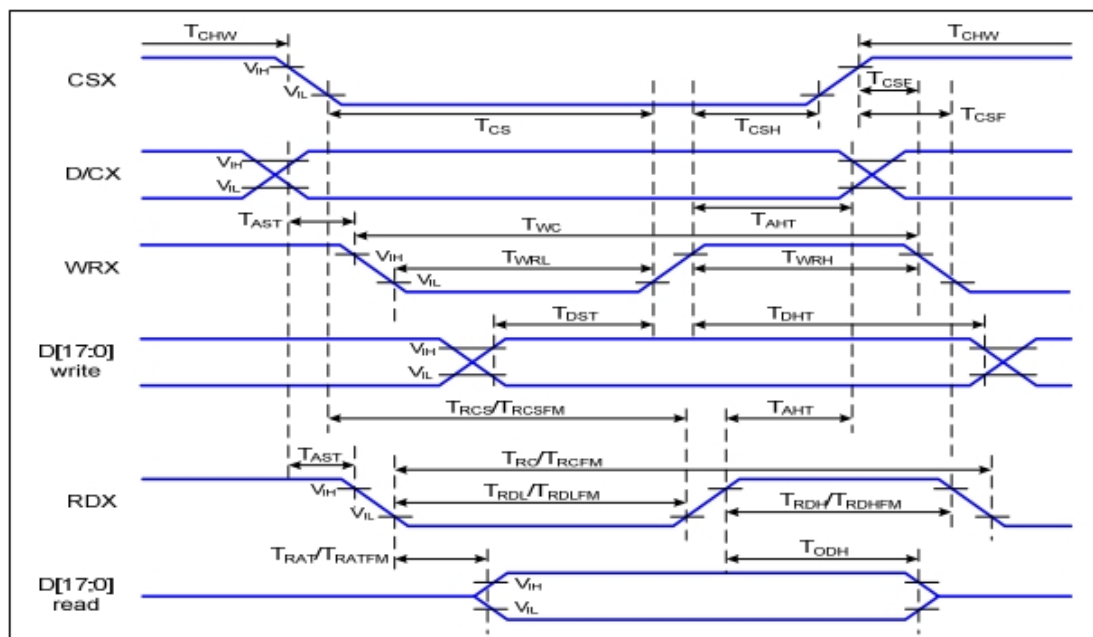 TCHW TCHW
CSX VIH TCSE
VIL TCS TCSH TCSF
D/CX VIH
VIL
TAST TWC TAHT
WRX VIH TWRL TWRH
VIL
TDST TDHT
D[17:0] VIH
write VIL
TRCS/TRCSFM TAHT
TAST TRC/TRCFM
RDX VIH TRDL/TRDLFM TRDH/TRDHFM
VIL
TRAT/TRATFM TODH
D[17:0] VIH
read VIL